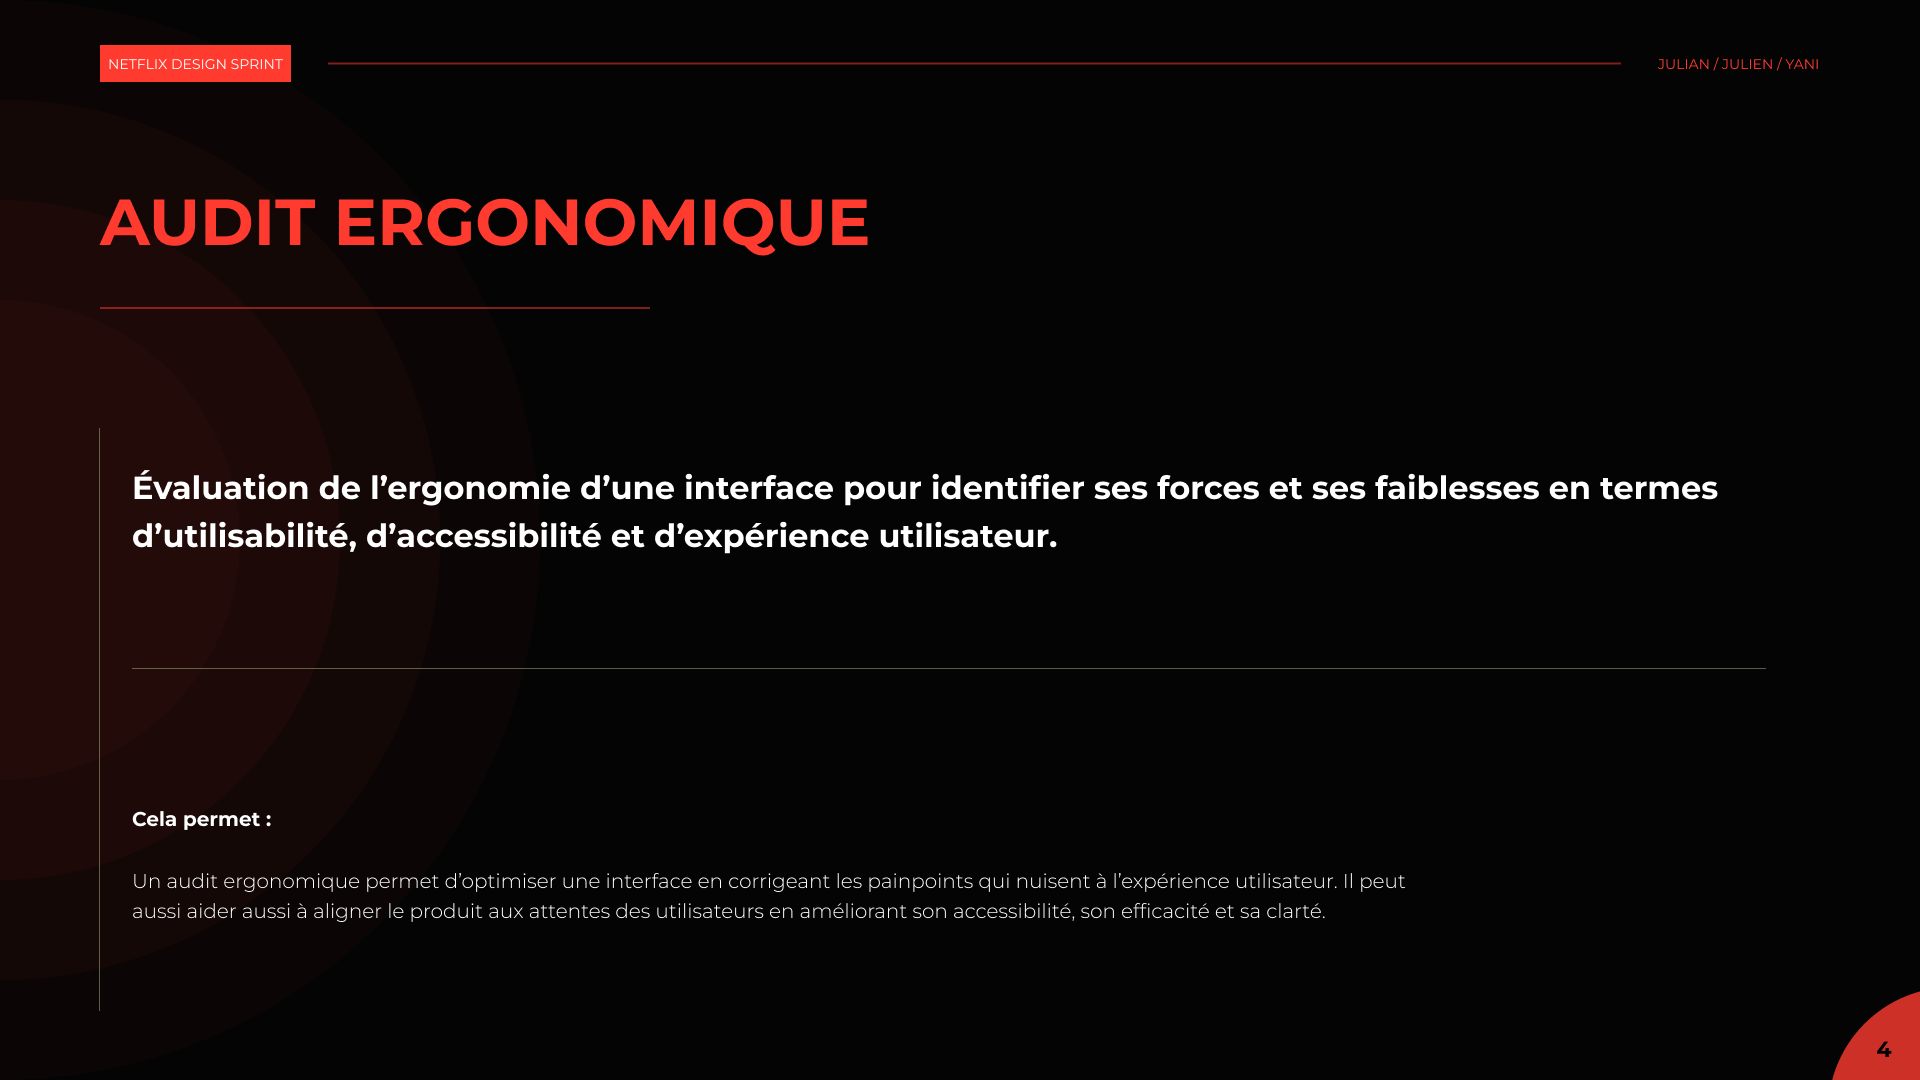 NETFLIX DESIGN SPRINT
JULIAN / JULIEN / YANI
AUDIT ERGONOMIQUE
Évaluation de l’ergonomie d’une interface pour identifier ses forces et ses faiblesses en termes
d’utilisabilité, d’accessibilité et d’expérience utilisateur.
Cela permet :
Un audit ergonomique permet d’optimiser une interface en corrigeant les painpoints qui nuisent à l’expérience utilisateur. Il peut
aussi aider aussi à aligner le produit aux attentes des utilisateurs en améliorant son accessibilité, son efficacité et sa clarté.
4